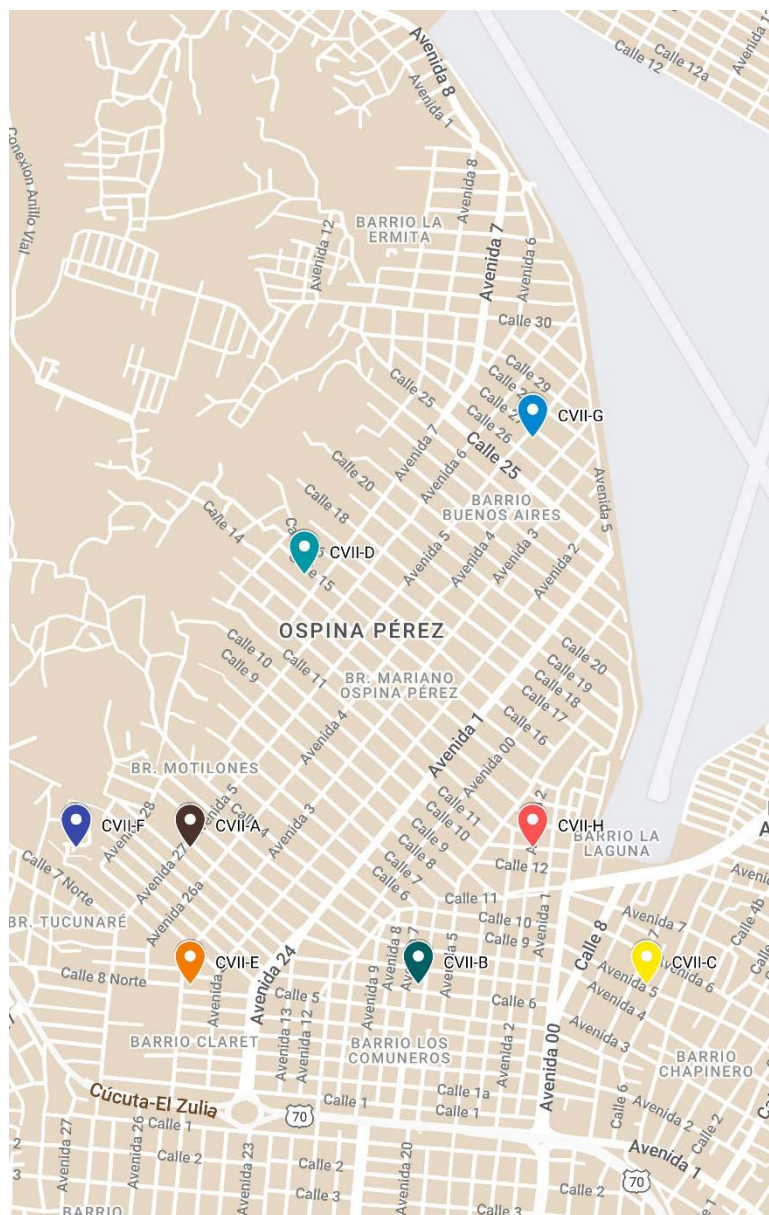 Avenida 8
Calle 12
Calle 12a
Avenida 1
Conexion Anillo Vial
Avenida 8
BARRIO LA
ERMITA
Avenida 12
Avenida 7
Avenida 6
Calle 30
Calle 29
Calle 25
Calle 26
CVII-G
Avenida 7
Calle 25
Avenida 6
Calle 20
Avenida 5
BARRIO
BUENOS AIRES
Calle 18
Calle 14
Avenida 5
Avenida 4
Avenida 3
Avenida 2
CVII-D
Calle 15
OSPINA PÉREZ
Calle 10
Calle 9
Calle 11
BR. MARIANO
OSPINA PÉREZ
Calle 20
Calle 19
Calle 18
Calle 17
Calle 16
Avenida 4
Avenida 1
Avenida 00
BR. MOTILONES
Avenida 5
Avenida 28
CVII-F
CVII-A
Calle 4
Avenida 3
Calle 11
Calle 10
Calle 9
Calle 8
Calle 7
Calle 6
CVII-H
BARRIO LA
LAGUNA
Calle 12
Avenida 27
Calle 7 Norte
Avenida 26a
BR. TUCUNARÉ
Calle 11
Calle 10
Calle 9
Avenida 1
Calle 8
Avenida 7
Calle 4b
CVII-E
CVII-B
CVII-C
Calle 8 Norte
Avenida 24
Avenida 9
Avenida 8
Avenida 5
Avenida 6
Avenida 5
Avenida 4
Avenida 3
Calle 5
Calle 6
Avenida 13
Avenida 12
BARRIO CLARET
BARRIO LOS
COMUNEROS
Avenida 2
Avenida 00
BARRIO
CHAPINERO
Cúcuta-El Zulia
Calle 1a
Calle 1
Calle 1
70
Calle 6
Avenida 2
Calle 2
Avenida 1
Avenida 27
Avenida 26
Calle 1
Calle 2
Avenida 23
Calle 2
Calle 3
Avenida 20
Calle 3
Calle 2
70
2
3
BARRIO